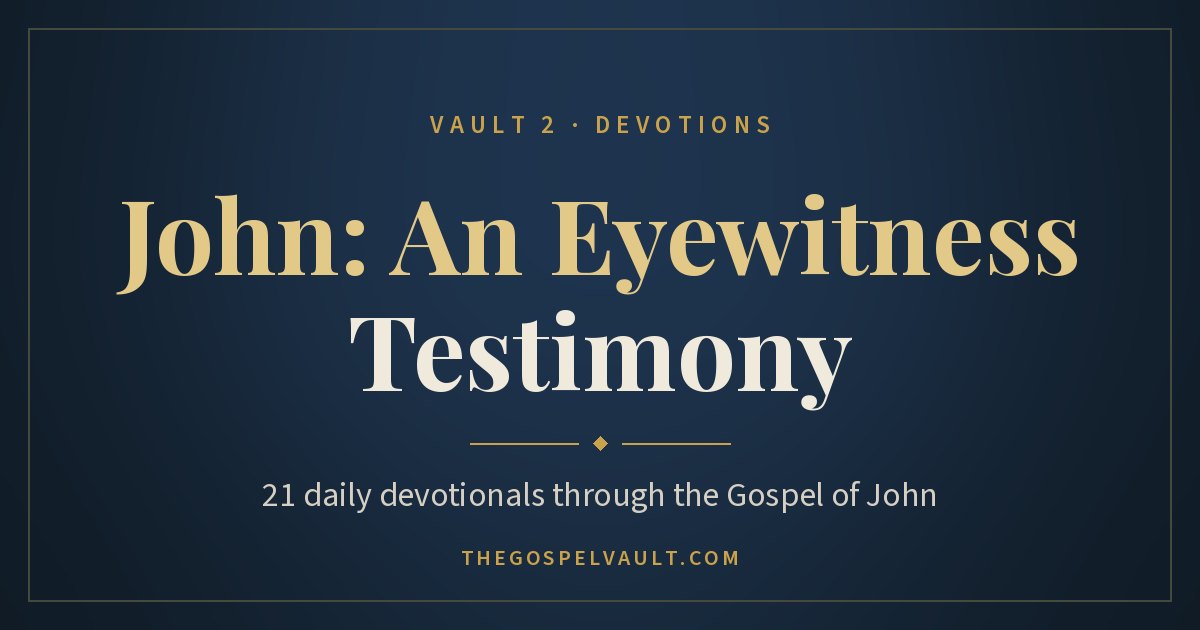 VAULT 2 · DEVOTIONS
John: An Eyewitness
Testimony
21 daily devotionals through the Gospel of John
THEGOSPELVAULT.COM